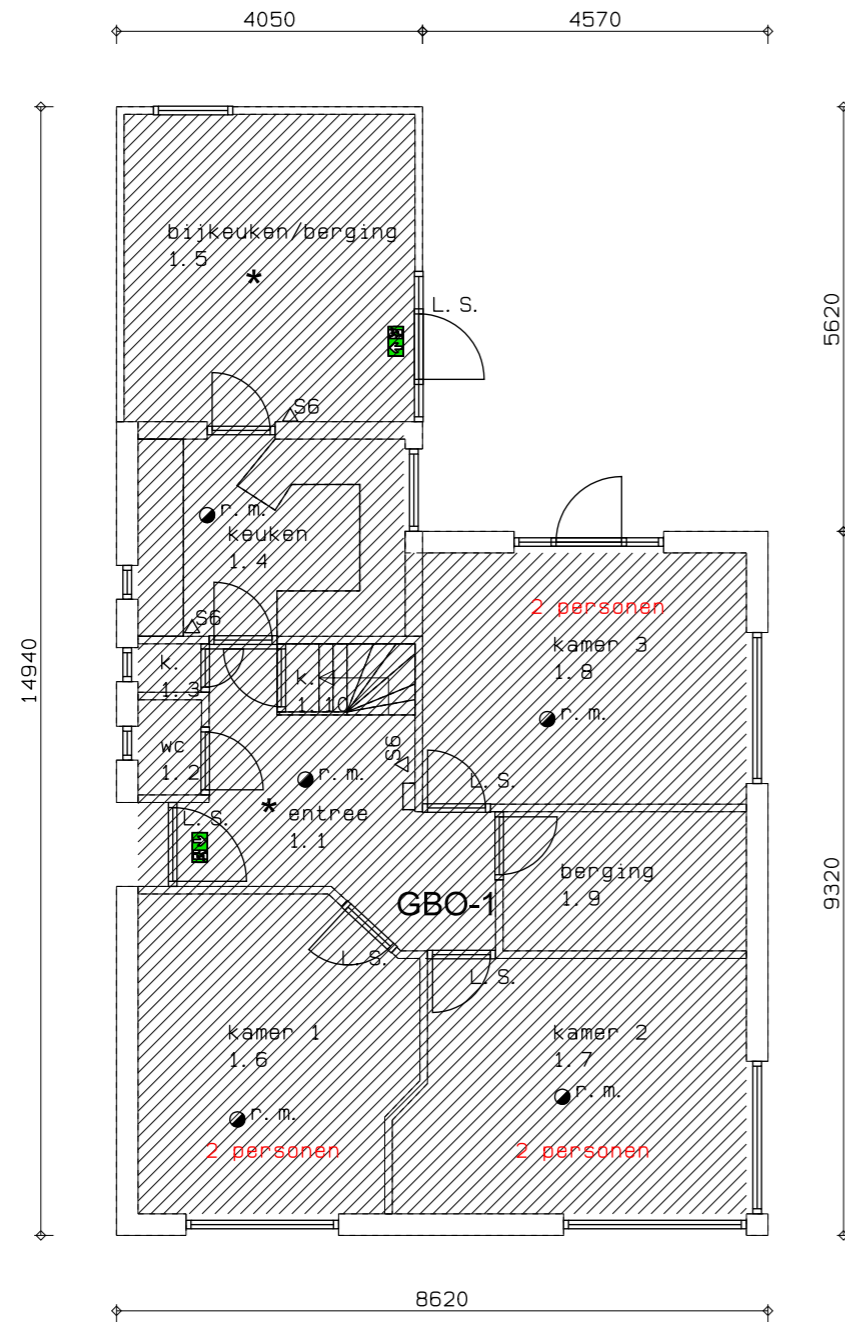 4050
4570
bijkeuken/berging
1.5
*
L.S.
5620
S6
r.m.
keuken
1.4
2 personen
S6
kamer 3
1.8
14940
k.
1.3
k.
1.10
r.m.
S6
wc
1.2
r.m.
L.S.
* entree
1.1
L.S.
berging
1.9
9320
GBO-1
L.S.
L.S.
kamer 1
1.6
kamer 2
1.7
r.m.
r.m.
2 personen
2 personen
8620